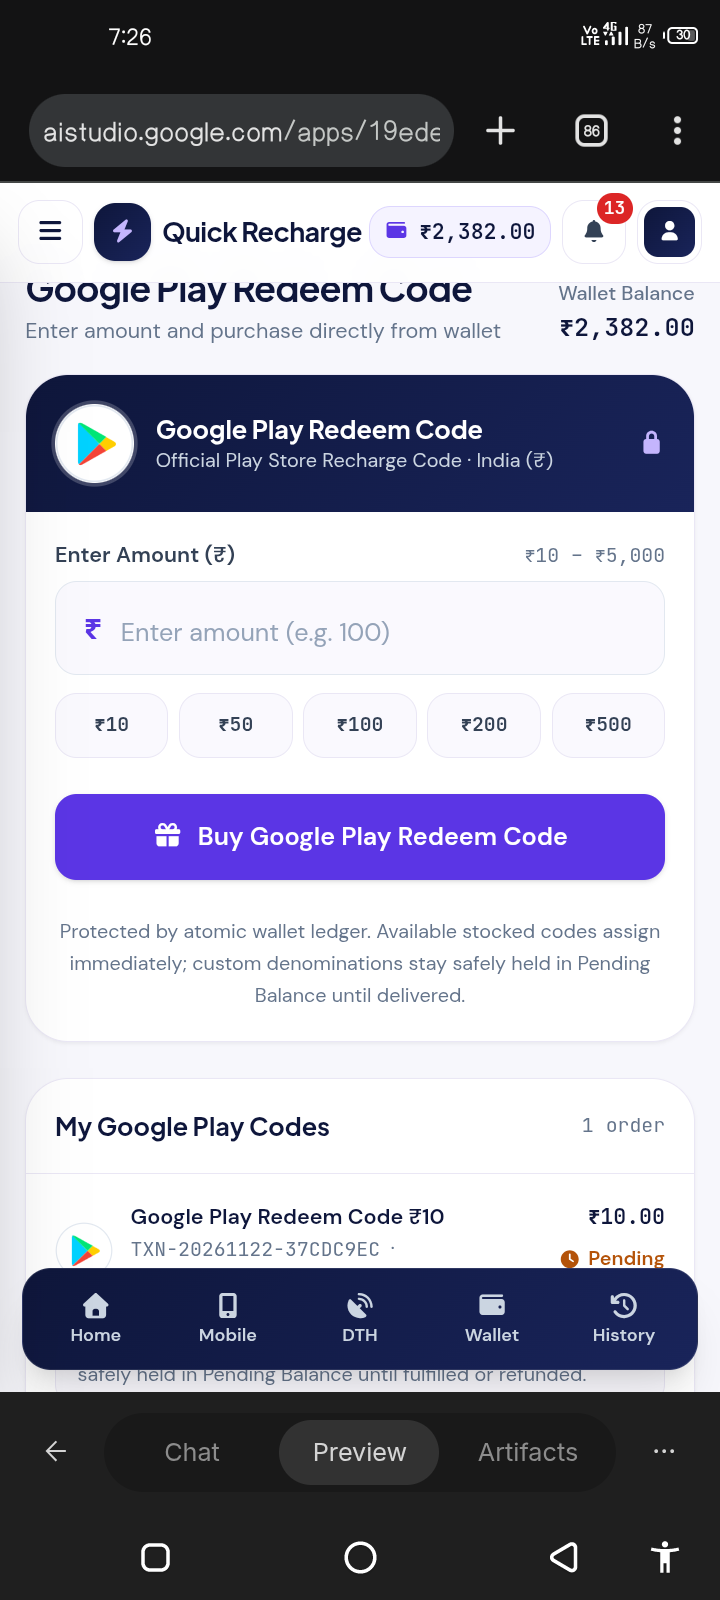 7:26
Vo LTE 4G 87 B/s 30
aistudio.google.com/apps/19ede
86
Quick Recharge
₹2,382.00
13
Google Play Redeem Code
Enter amount and purchase directly from wallet
Wallet Balance
₹2,382.00
Google Play Redeem Code
Official Play Store Recharge Code · India (₹)
Enter Amount (₹)
₹10 – ₹5,000
₹ Enter amount (e.g. 100)
₹10 ₹50 ₹100 ₹200 ₹500
Buy Google Play Redeem Code
Protected by atomic wallet ledger. Available stocked codes assign
immediately; custom denominations stay safely held in Pending
Balance until delivered.
My Google Play Codes
1 order
Google Play Redeem Code ₹10
₹10.00
TXN-20261122-37CDC9EC ·
Pending
Home Mobile DTH Wallet History
safely held in Pending Balance until fulfilled or refunded.
Chat Preview Artifacts